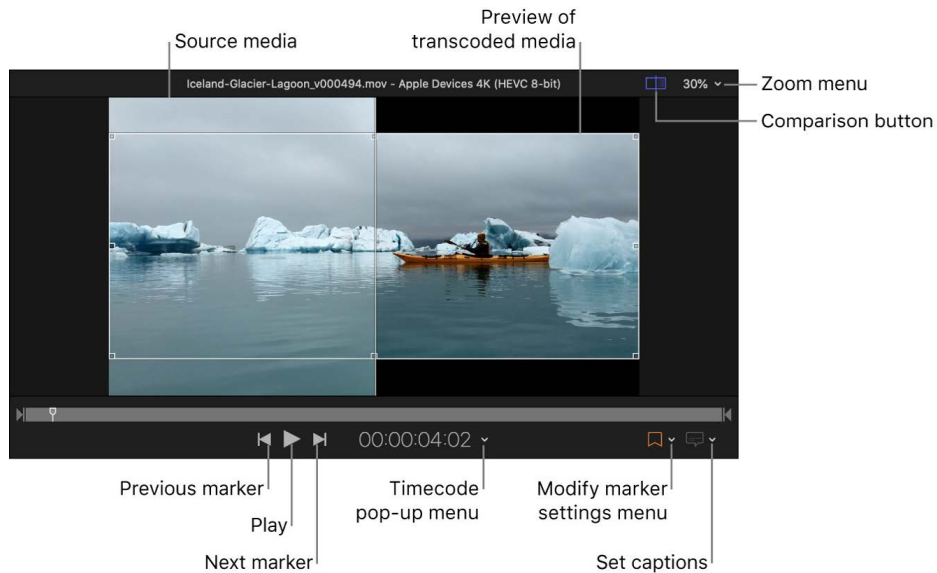 Preview of
transcoded media
Source media
Iceland-Glacier-Lagoon_v000494.mov - Apple Devices 4K (HEVC 8-bit)
30%
Zoom menu
Comparison button
00:00:04:02
Previous marker
Play
Next marker
Timecode
pop-up menu
Modify marker
settings menu
Set captions